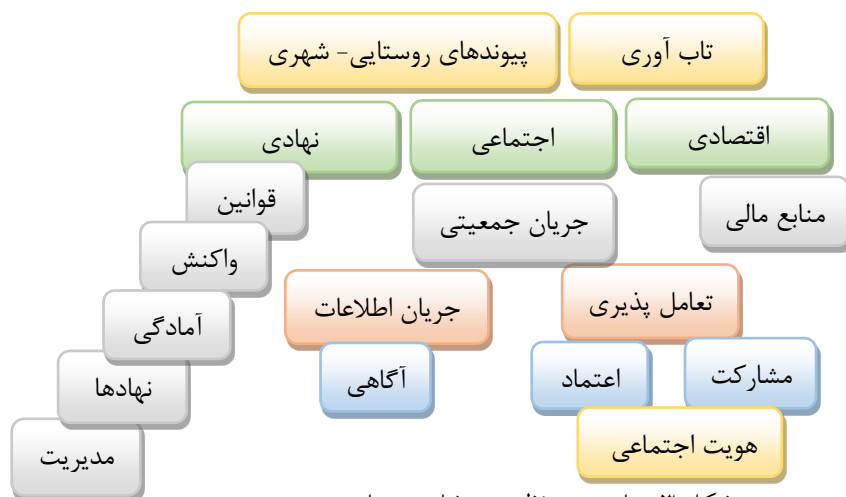 تاب آوری
پیوندهای روستایی- شهری
اقتصادی
اجتماعی
نهادی
منابع مالی
جریان جمعیتی
قوانین
واکنش
تعامل پذیری
جریان اطلاعات
آمادگی
مشارکت
اعتماد
آگاهی
نهادها
هویت اجتماعی
مدیریت